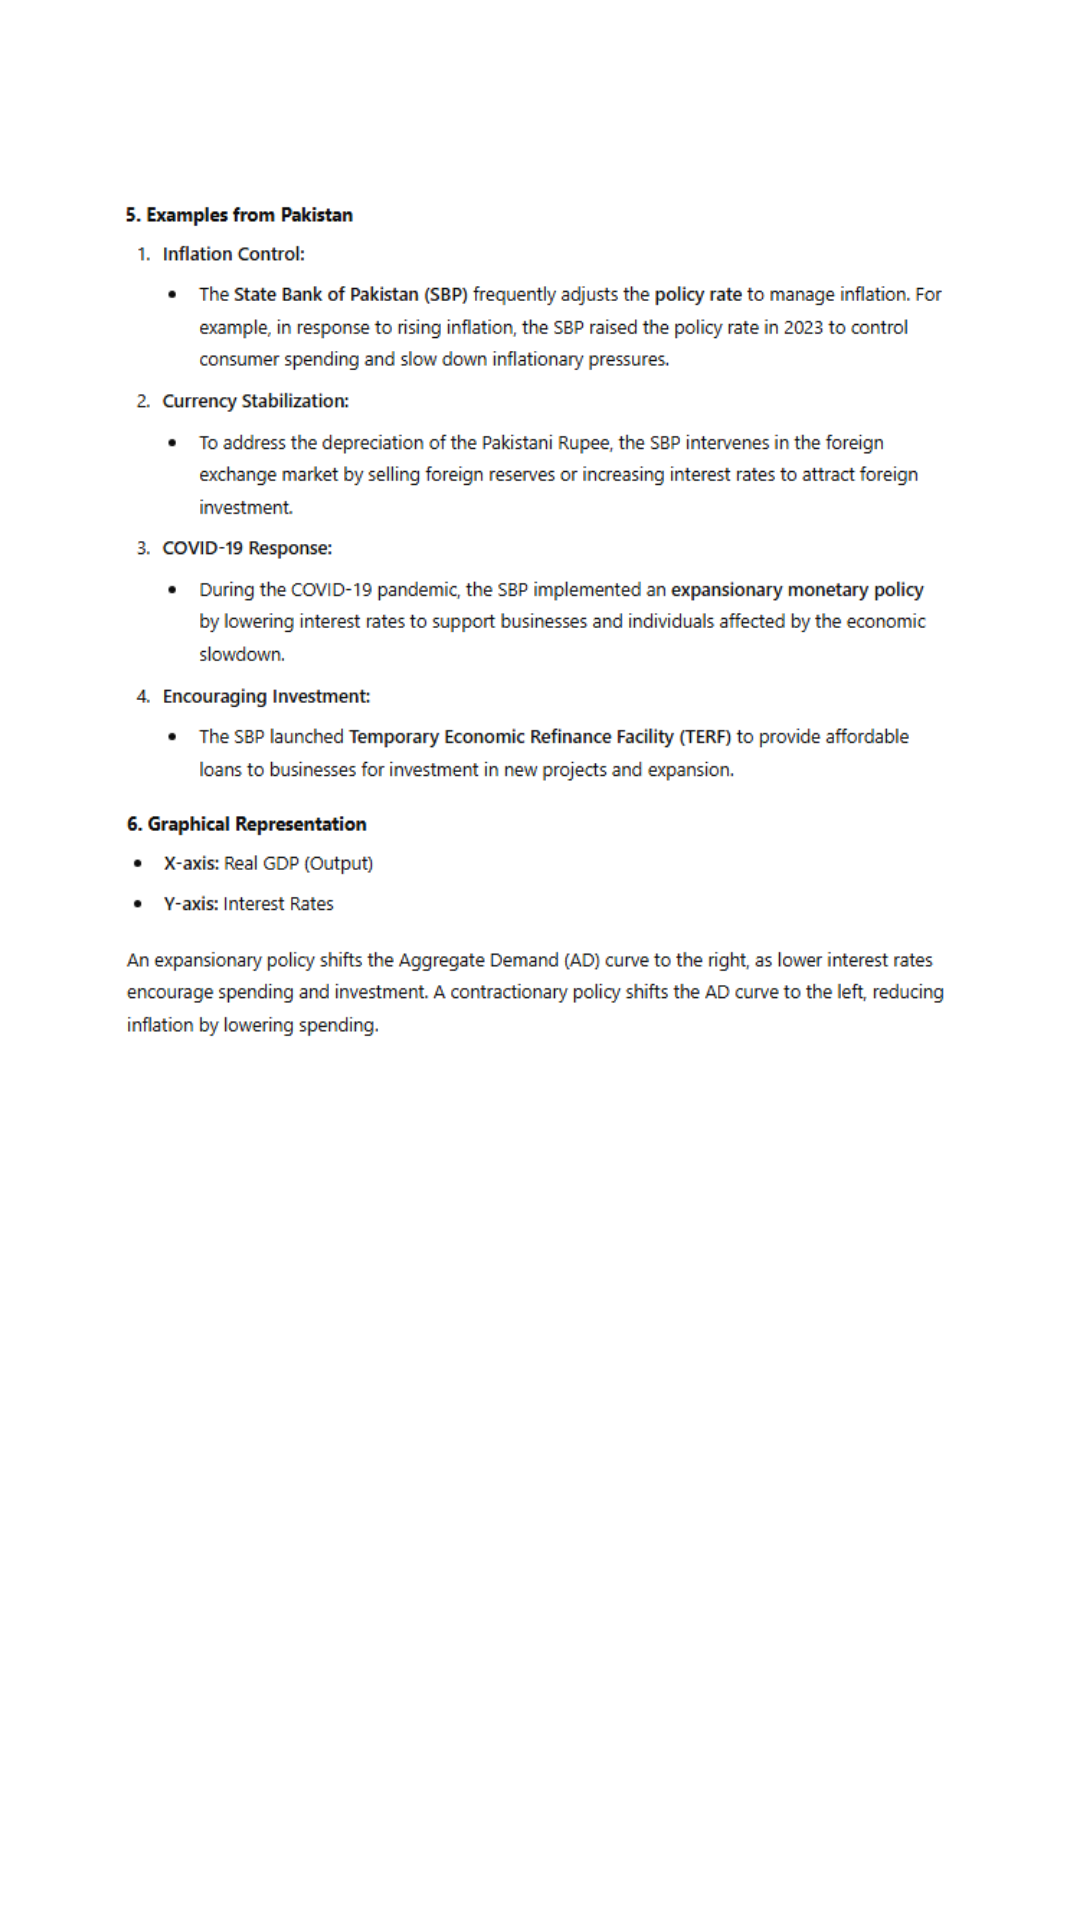 5. Examples from Pakistan
1. Inflation Control:
• The State Bank of Pakistan (SBP) frequently adjusts the policy rate to manage inflation. For
example, in response to rising inflation, the SBP raised the policy rate in 2023 to control
consumer spending and slow down inflationary pressures.
2. Currency Stabilization:
• To address the depreciation of the Pakistani Rupee, the SBP intervenes in the foreign
exchange market by selling foreign reserves or increasing interest rates to attract foreign
investment.
3. COVID-19 Response:
• During the COVID-19 pandemic, the SBP implemented an expansionary monetary policy
by lowering interest rates to support businesses and individuals affected by the economic
slowdown.
4. Encouraging Investment:
• The SBP launched Temporary Economic Refinance Facility (TERF) to provide affordable
loans to businesses for investment in new projects and expansion.
6. Graphical Representation
• X-axis: Real GDP (Output)
• Y-axis: Interest Rates
An expansionary policy shifts the Aggregate Demand (AD) curve to the right, as lower interest rates
encourage spending and investment. A contractionary policy shifts the AD curve to the left, reducing
inflation by lowering spending.